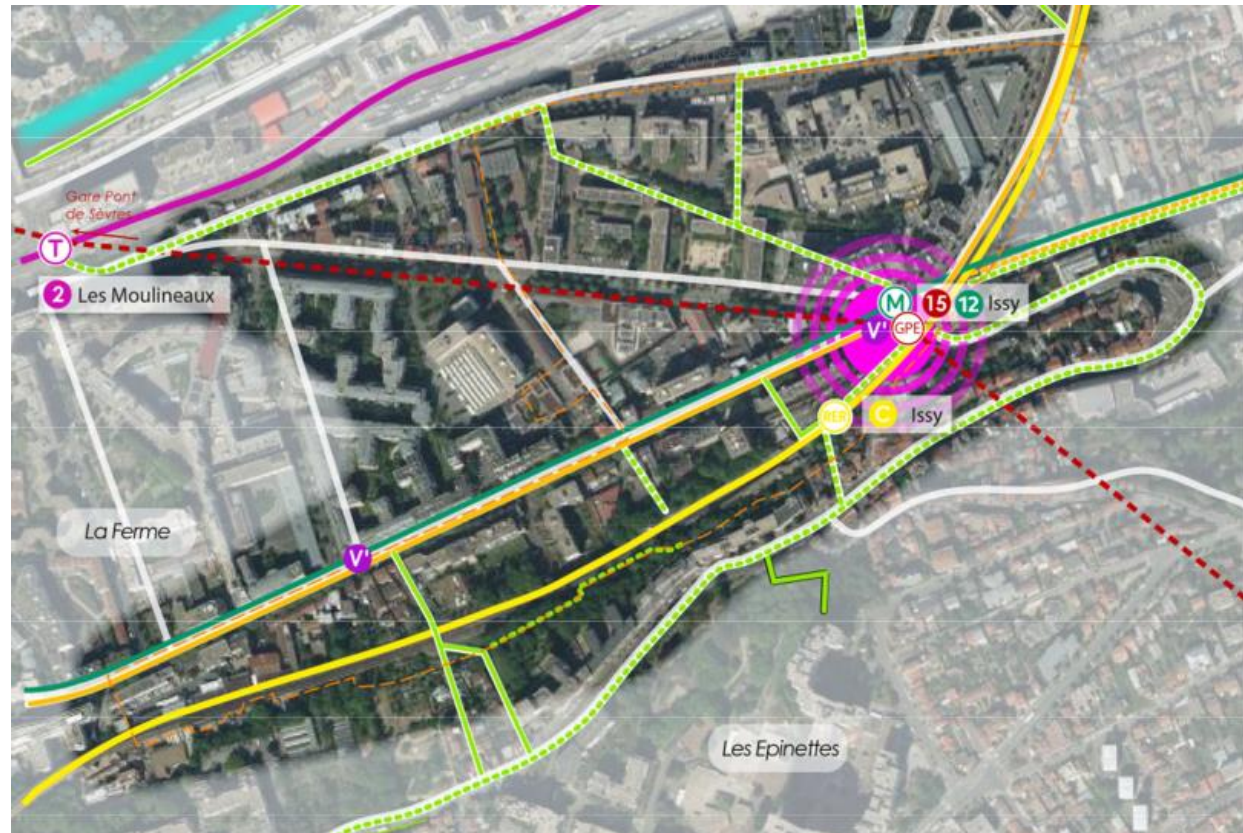 Gare Pont
de Sèvres
T
2 Les Moulineaux
M 15 12 Issy
V' GPE
RER C Issy
La Ferme
V'
Les Epinettes